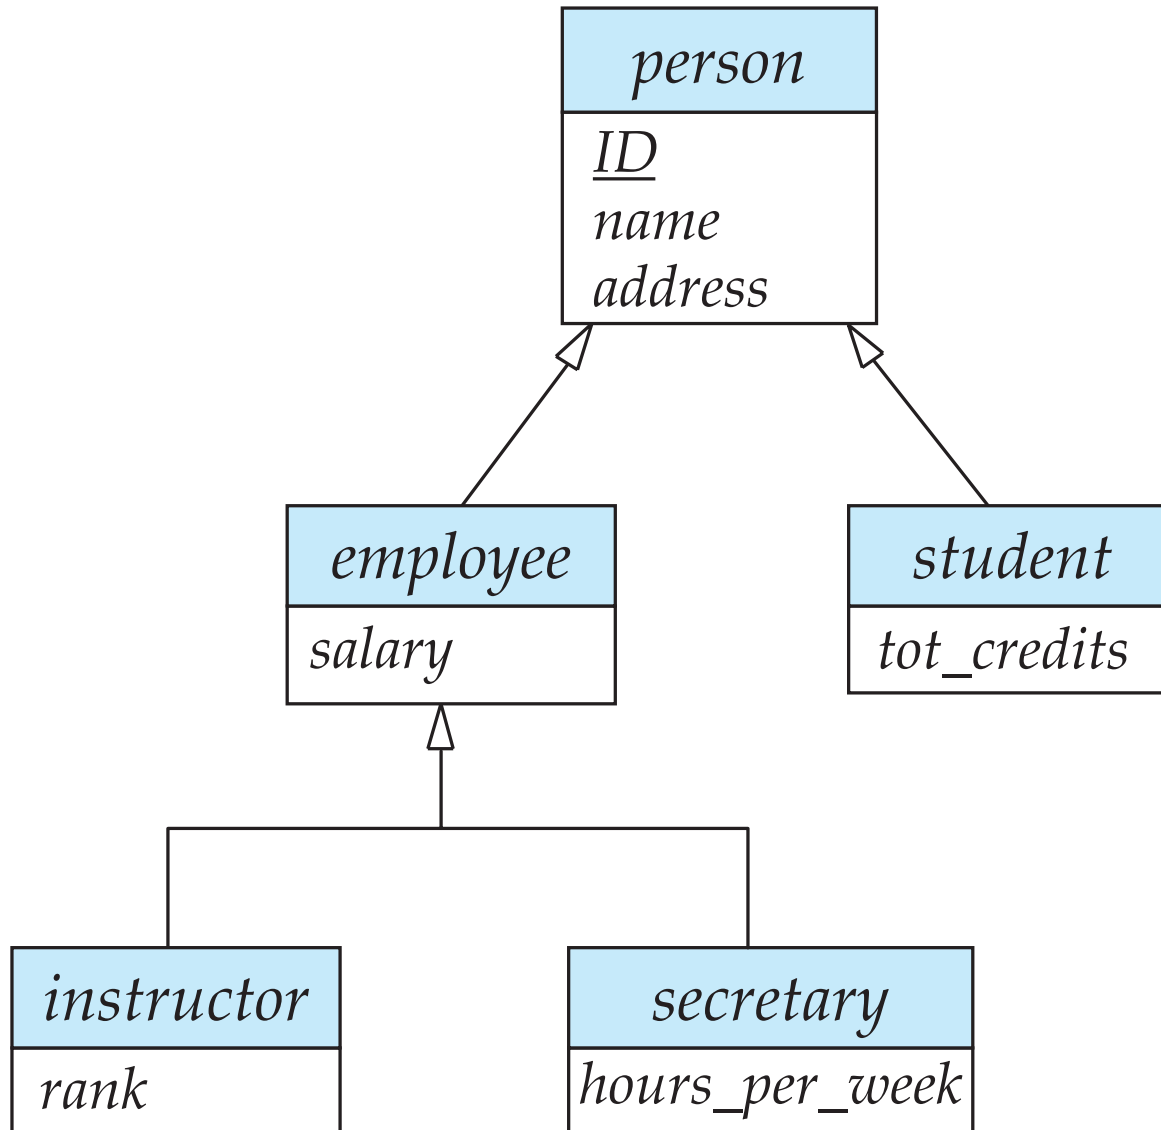 person
ID
name
address
employee
student
salary
tot_credits
instructor
secretary
rank
hours_per_week